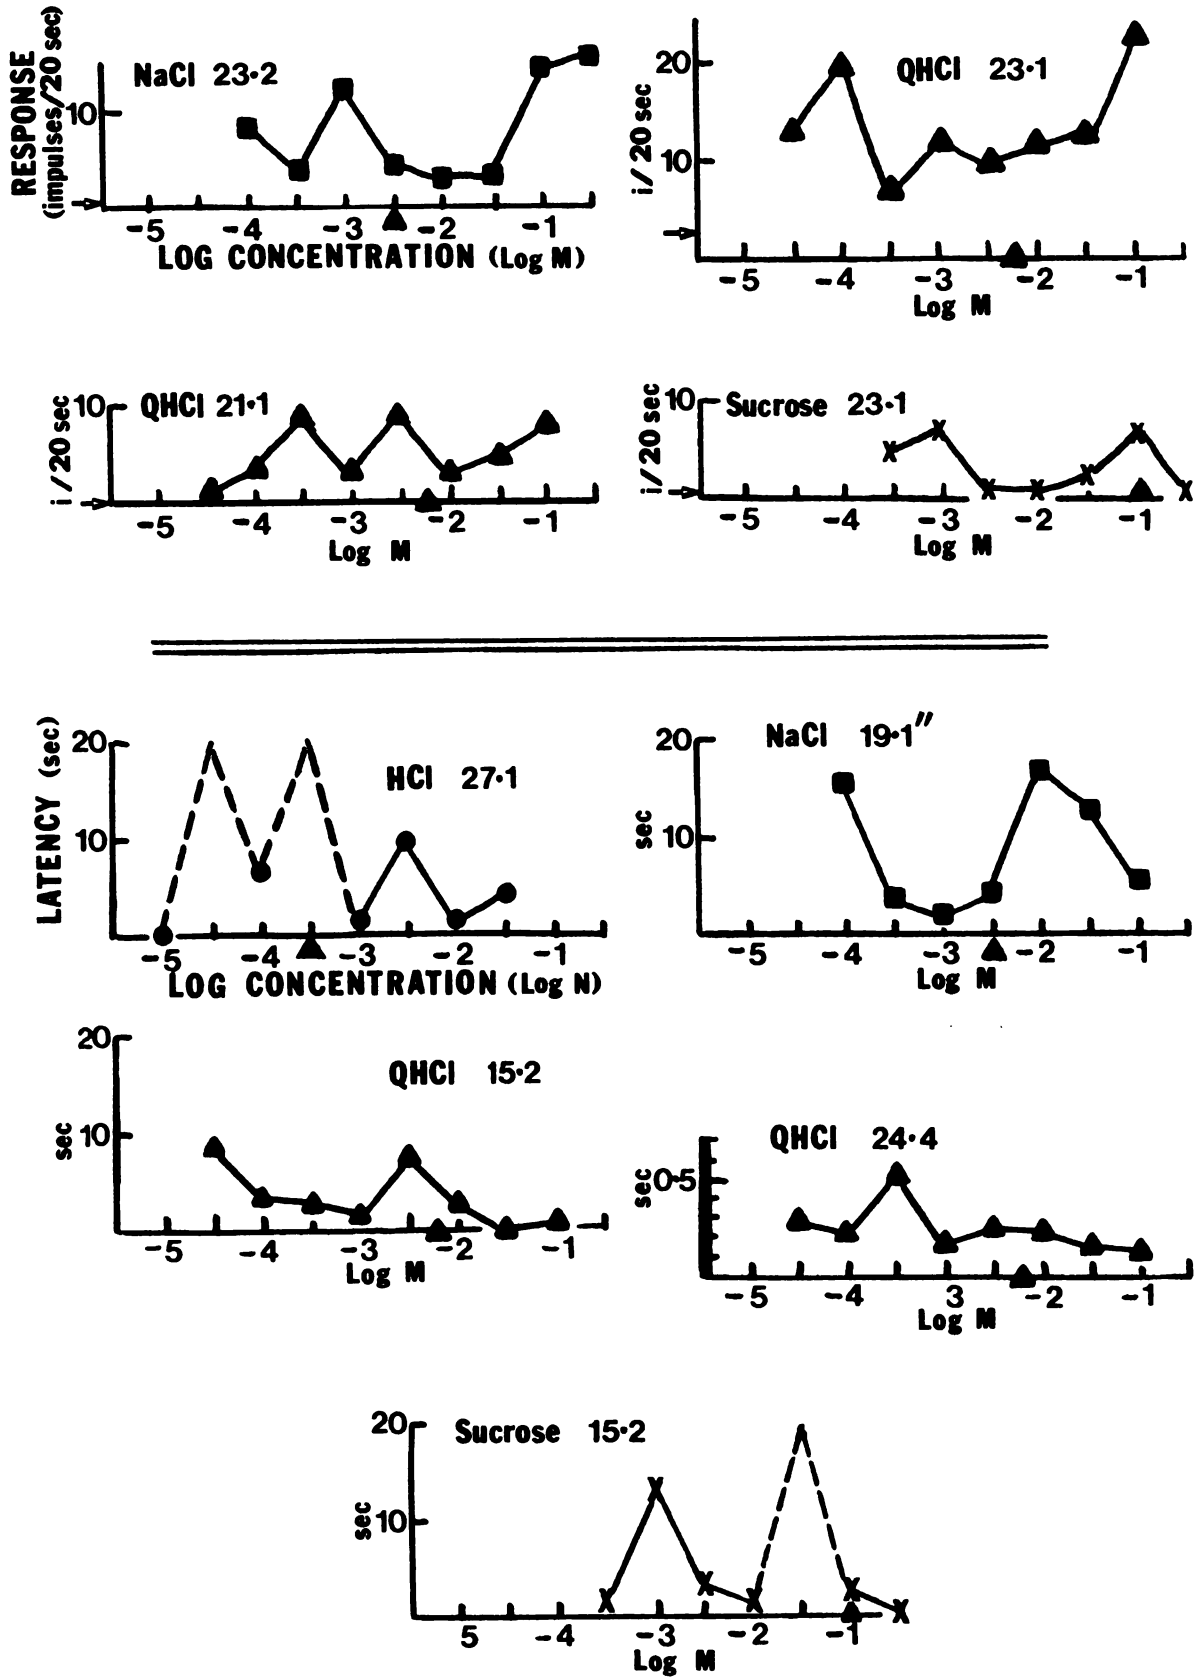 RESPONSE
(impulses/20 sec)
NaCl 23·2
10
-5 -4 -3 -2 -1
LOG CONCENTRATION (Log M)
i/20 sec
QHCl 23·1
20
10
-5 -4 -3 -2 -1
Log M
i/20 sec
10
QHCl 21·1
-5 -4 -3 -2 -1
Log M
i/20 sec
10
Sucrose 23·1
-5 -4 -3 -2 -1
Log M
LATENCY (sec)
20
HCl 27·1
10
-5 -4 -3 -2 -1
LOG CONCENTRATION (Log N)
sec
NaCl 19·1″
20
10
-5 -4 -3 -2 -1
Log M
sec
20
QHCl 15·2
10
-5 -4 -3 -2 -1
Log M
sec
QHCl 24·4
0·5
-5 -4 3 -2 -1
Log M
sec
20
Sucrose 15·2
10
5 -4 -3 -2 -1
Log M